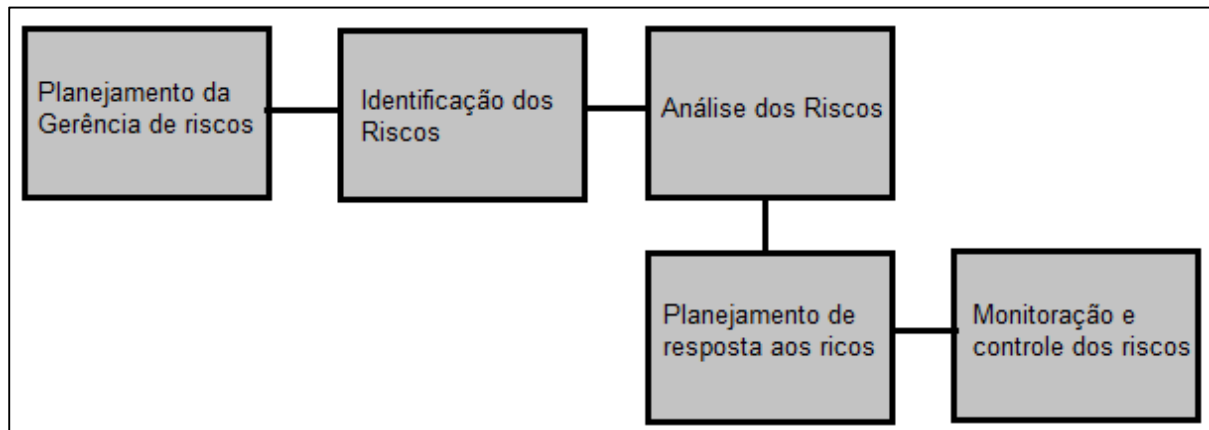 Planejamento da
Gerência de riscos
Identificação dos
Riscos
Análise dos Riscos
Planejamento de
resposta aos ricos
Monitoração e
controle dos riscos